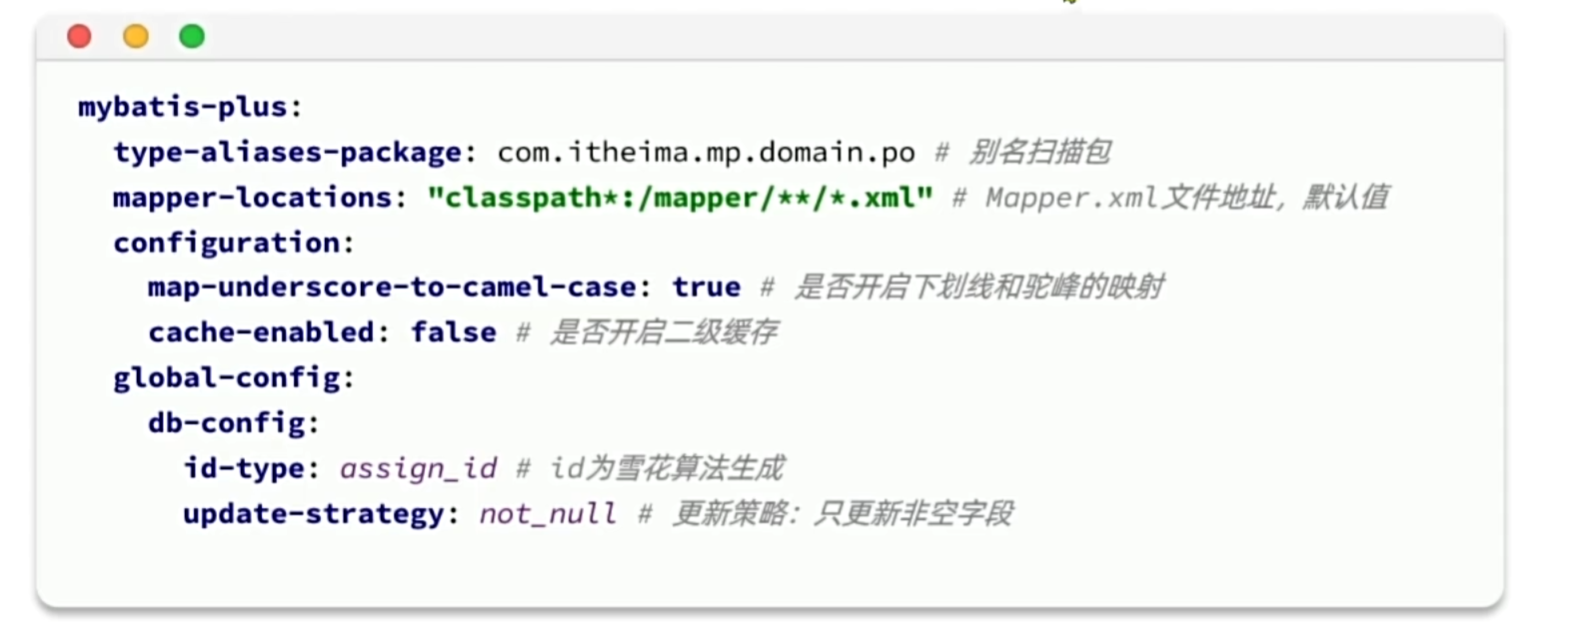 mybatis-plus:
  type-aliases-package: com.itheima.mp.domain.po # 别名扫描包
  mapper-locations: "classpath*:/mapper/**/*.xml" # Mapper.xml文件地址，默认值
  configuration:
    map-underscore-to-camel-case: true # 是否开启下划线和驼峰的映射
    cache-enabled: false # 是否开启二级缓存
  global-config:
    db-config:
      id-type: assign_id # id为雪花算法生成
      update-strategy: not_null # 更新策略：只更新非空字段